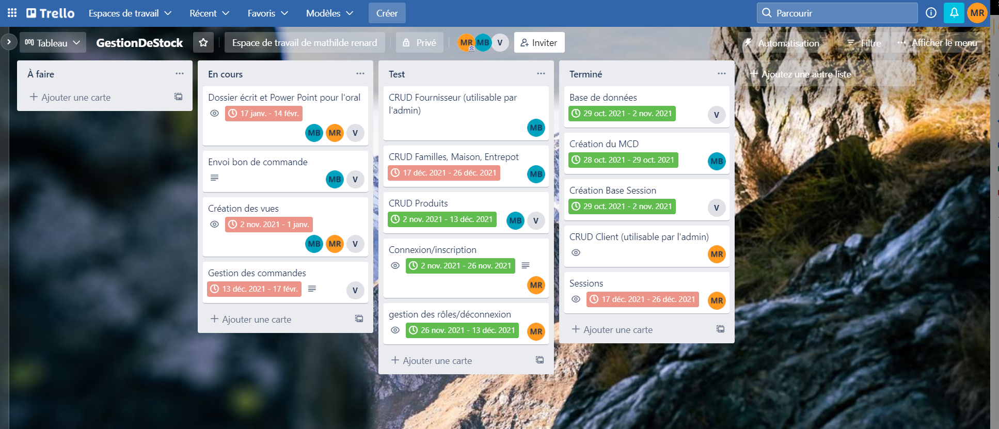 Trello
Espaces de travail
Récent
Favoris
Modèles
Créer
Parcourir
MR
Tableau
GestionDeStock
Espace de travail de mathilde renard
Privé
MR
MB
V
Inviter
Automatisation
Filtre
Afficher le menu
À faire
Ajouter une carte
En cours
Dossier écrit et Power Point pour l'oral
17 janv. - 14 févr.
MB
MR
V
Envoi bon de commande
MB
V
Création des vues
2 nov. 2021 - 1 janv.
MB
MR
V
Gestion des commandes
13 déc. 2021 - 17 févr.
V
Ajouter une carte
Test
CRUD Fournisseur (utilisable par
l'admin)
MB
CRUD Familles, Maison, Entrepot
17 déc. 2021 - 26 déc. 2021
MB
CRUD Produits
2 nov. 2021 - 13 déc. 2021
MB
V
Connexion/inscription
2 nov. 2021 - 26 nov. 2021
MR
gestion des rôles/déconnexion
26 nov. 2021 - 13 déc. 2021
MR
Ajouter une carte
Terminé
Base de données
29 oct. 2021 - 2 nov. 2021
V
Création du MCD
28 oct. 2021 - 29 oct. 2021
MB
Création Base Session
29 oct. 2021 - 2 nov. 2021
V
CRUD Client (utilisable par l'admin)
MR
Sessions
17 déc. 2021 - 26 déc. 2021
MR
Ajouter une carte
Ajoutez une autre liste